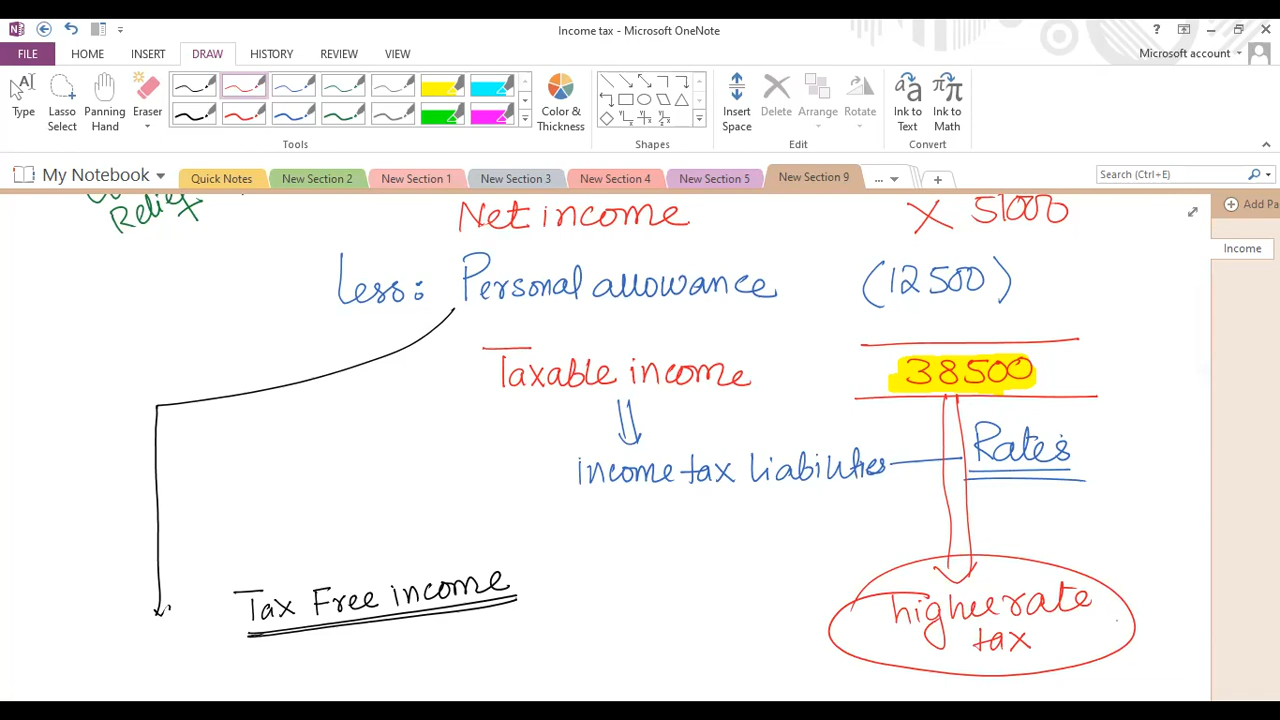 Income tax - Microsoft OneNote
?
FILE HOME INSERT DRAW HISTORY REVIEW VIEW
Microsoft account
Type
Lasso Select
Panning Hand
Eraser
Color & Thickness
Insert Space
Delete
Arrange
Rotate
Ink to Text
Ink to Math
Tools
Shapes
Edit
Convert
My Notebook
Quick Notes New Section 2 New Section 1 New Section 3 New Section 4 New Section 5 New Section 9 ...
Search (Ctrl+E)
Add Pa
Income
Relief
Net income X 51000
Less: Personal allowance (12500)
Taxable income 38500
Rates
income tax liabilities
Tax Free income
higher rate
tax